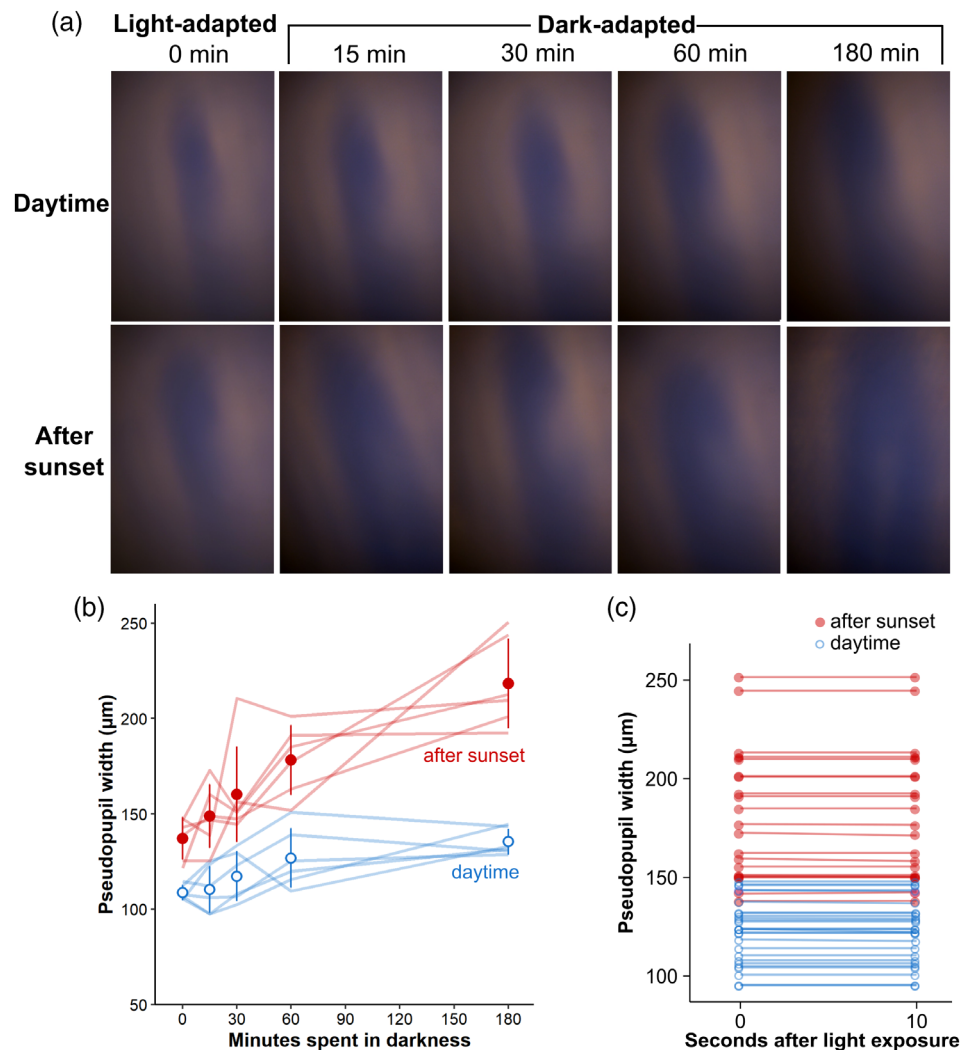 (a)
Light-adapted Dark-adapted
0 min 15 min 30 min 60 min 180 min
Daytime
After
sunset
(b)
Pseudopupil width (µm)
250
200
150
100
50
after sunset
daytime
0 30 60 90 120 150 180
Minutes spent in darkness
(c)
after sunset
daytime
Pseudopupil width (µm)
250
200
150
100
0 10
Seconds after light exposure